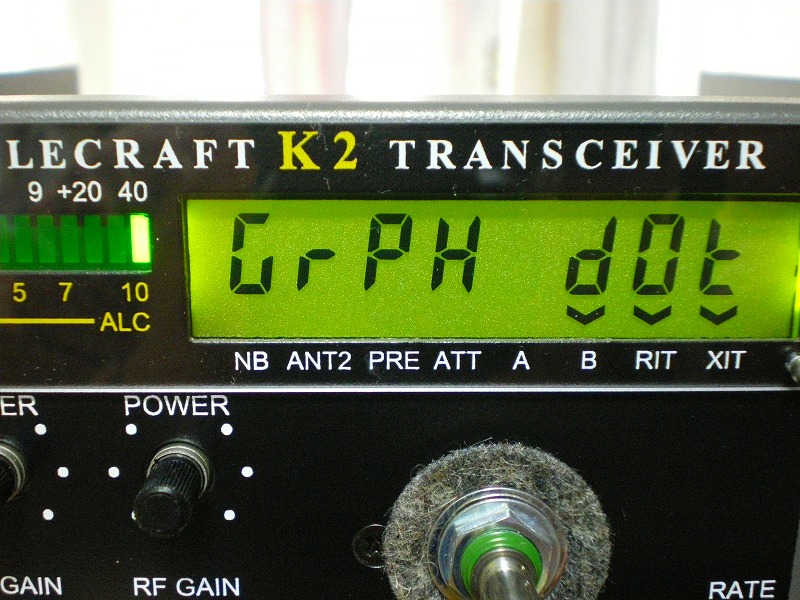 LECRAFT K2 TRANSCEIVER
9 +20 40
GrPH dOt
5 7 10
ALC
NB ANT2 PRE ATT A B RIT XIT
ER POWER
GAIN RF GAIN RATE